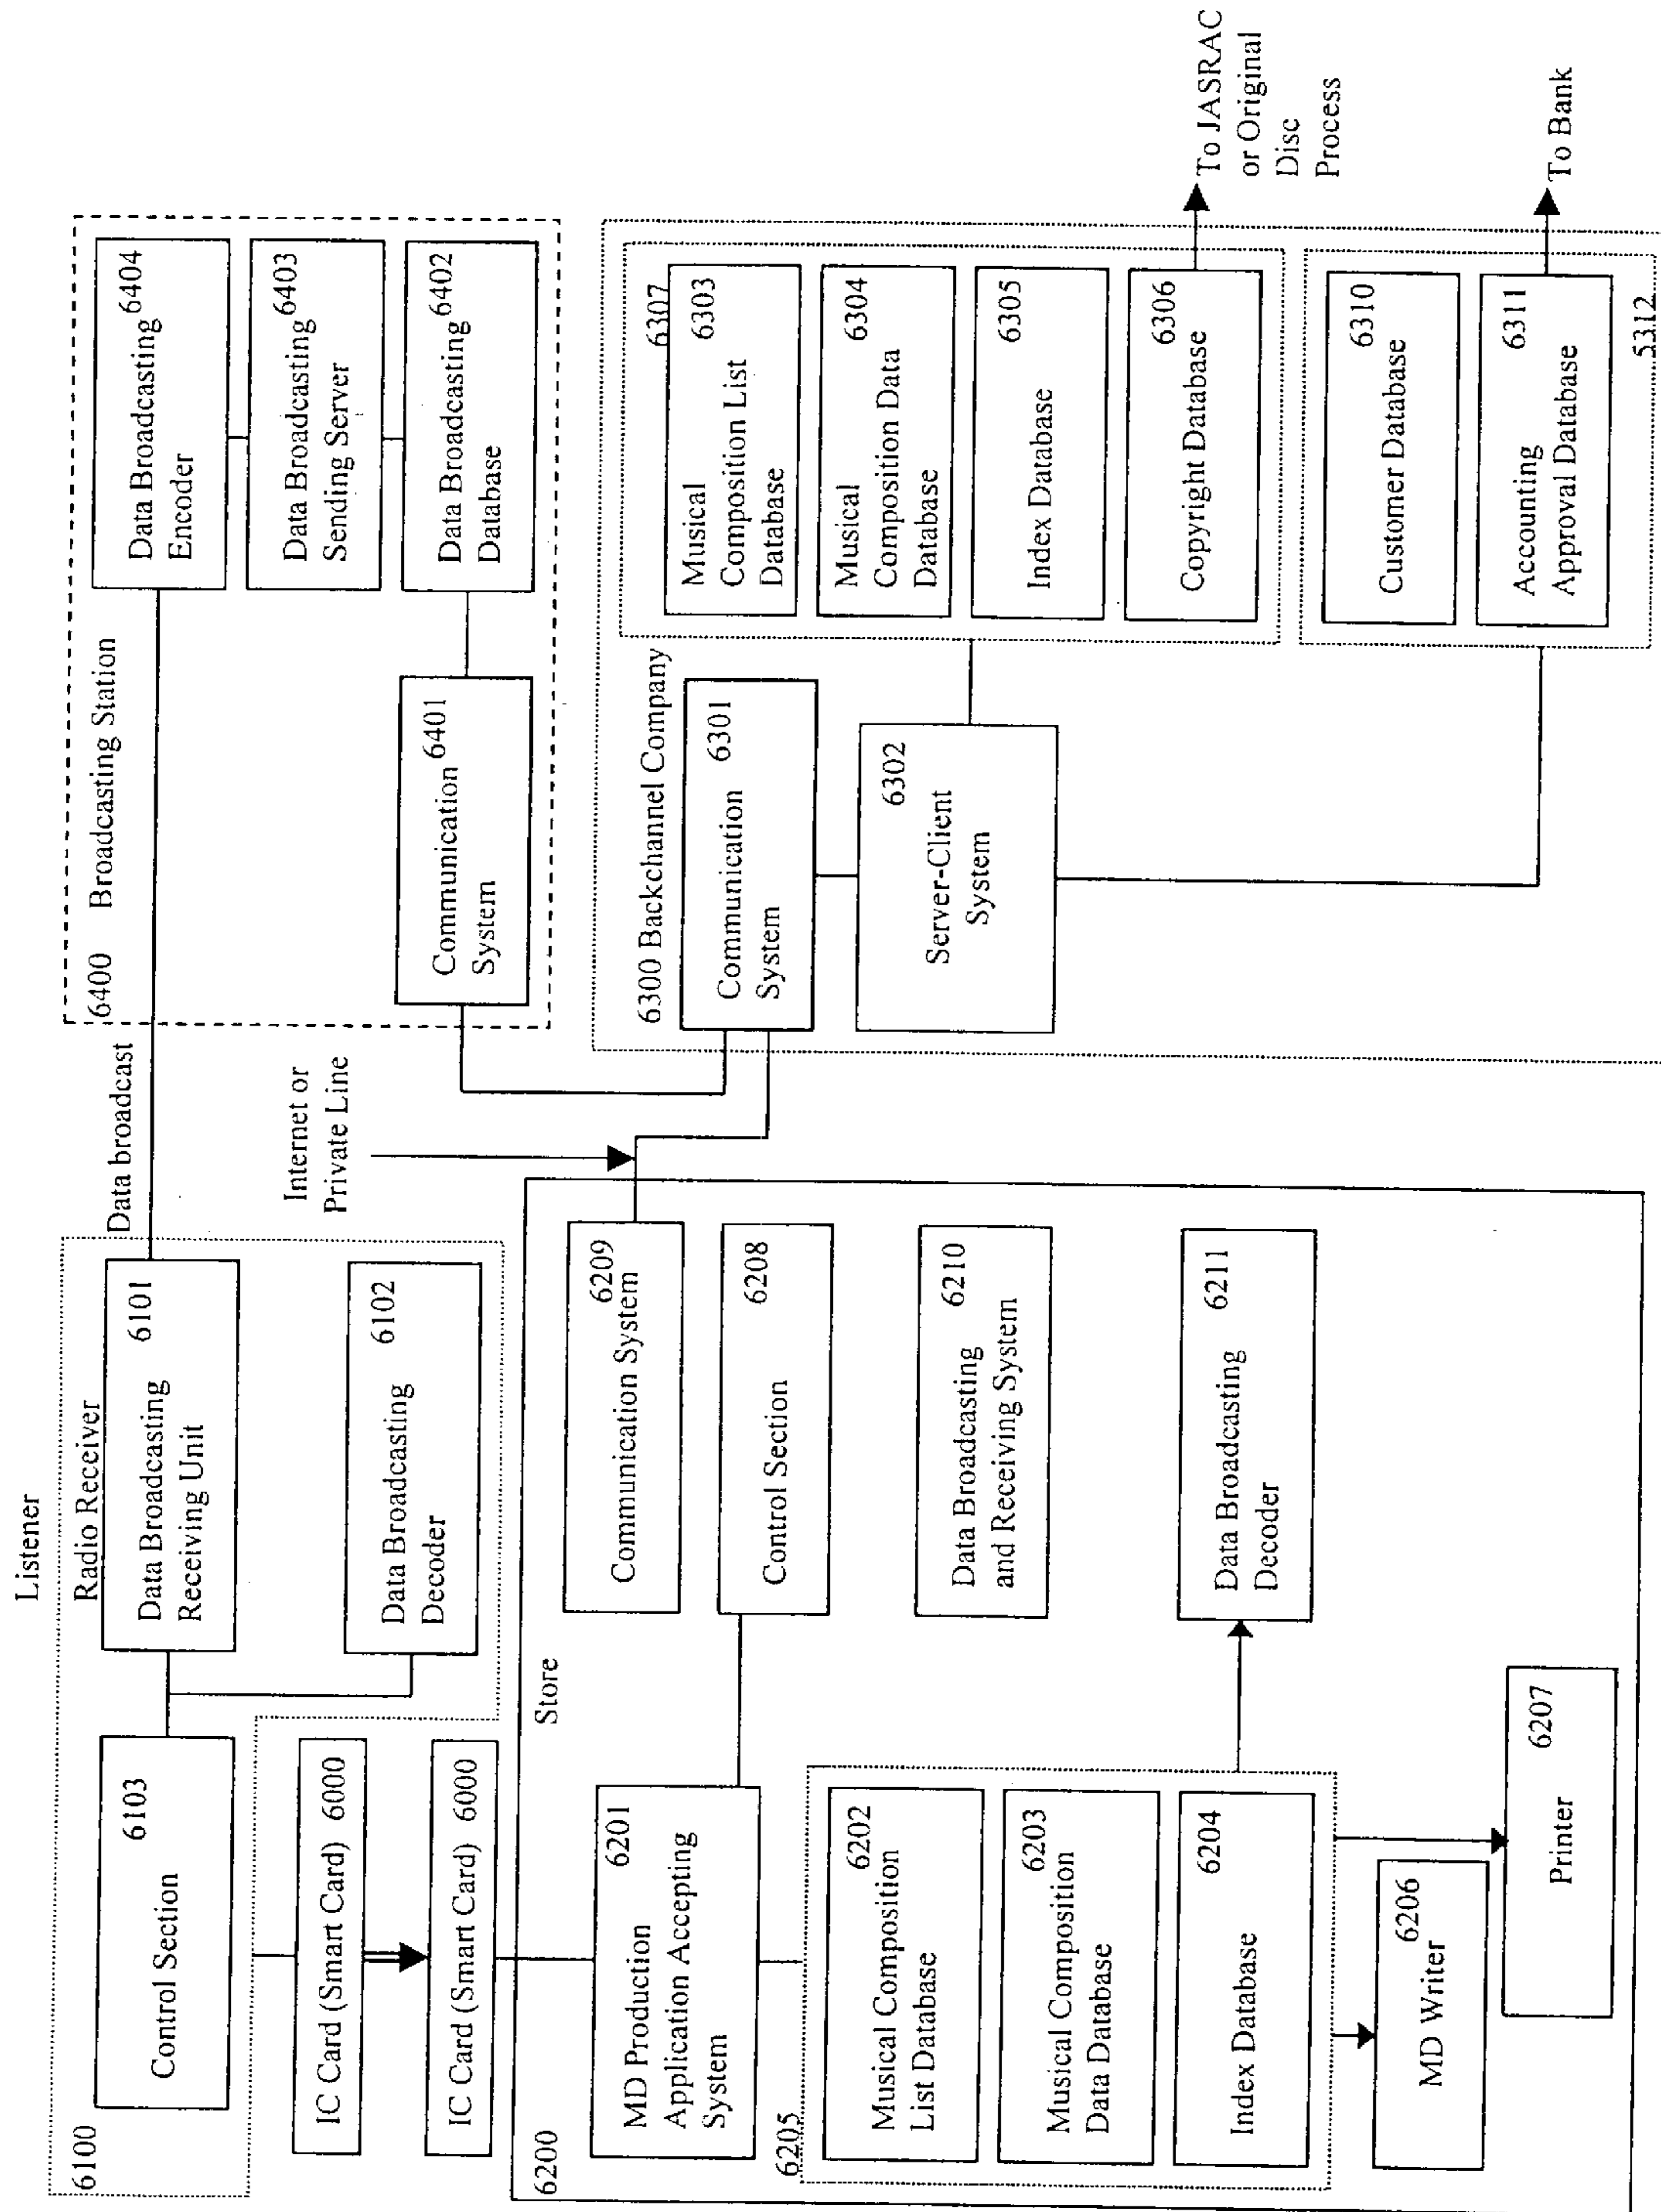 Listener
6100
Radio Receiver
Control Section
6103
Data Broadcasting
Receiving Unit
6101
Data Broadcasting
Decoder
6102
Data broadcast
IC Card (Smart Card) 6000
IC Card (Smart Card) 6000
6400 Broadcasting Station
Data Broadcasting
Encoder
6404
Data Broadcasting
Sending Server
6403
Data Broadcasting
Database
6402
Communication
System
6401
Internet or
Private Line
6200
Store
MD Production
Application Accepting
System
6201
Communication System
6209
Control Section
6208
Data Broadcasting
and Receiving System
6210
Data Broadcasting
Decoder
6211
6205
Musical Composition
List Database
6202
Musical Composition
Data Database
6203
Index Database
6204
MD Writer
6206
Printer
6207
6300 Backchannel Company
Communication
System
6301
Server-Client
System
6302
6307
Musical
Composition List
Database
6303
Musical
Composition Data
Database
6304
Index Database
6305
Copyright Database
6306
To JASRAC
or Original
Disc
Process
Customer Database
6310
Accounting
Approval Database
6311
5312
To Bank